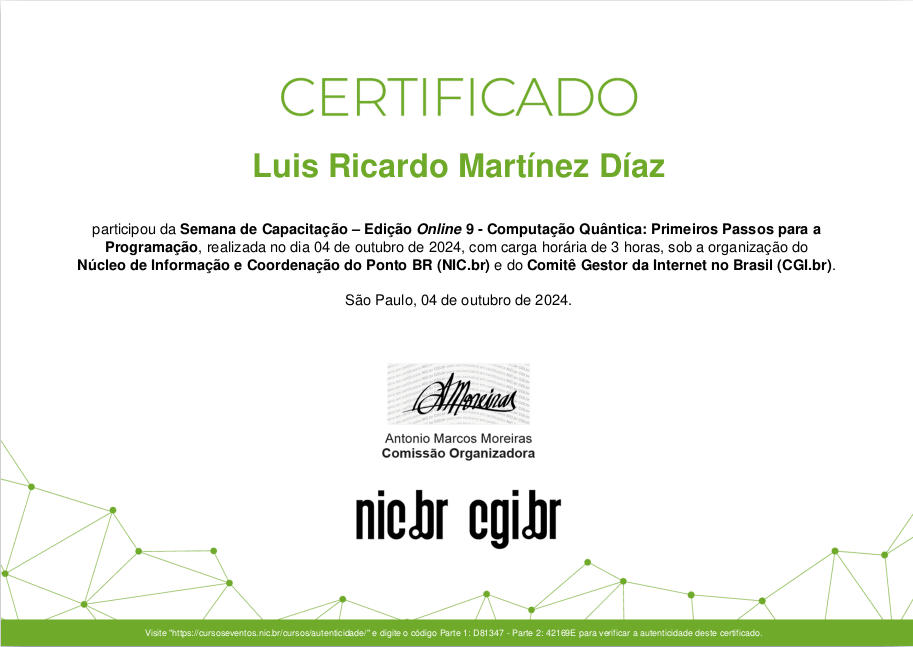 CERTIFICADO
Luis Ricardo Martínez Díaz
participou da Semana de Capacitação – Edição Online 9 - Computação Quântica: Primeiros Passos para a
Programação, realizada no dia 04 de outubro de 2024, com carga horária de 3 horas, sob a organização do
Núcleo de Informação e Coordenação do Ponto BR (NIC.br) e do Comitê Gestor da Internet no Brasil (CGI.br).
São Paulo, 04 de outubro de 2024.
AMoreiras
Antonio Marcos Moreiras
Comissão Organizadora
nic.br cgi.br
Visite "https://cursoseventos.nic.br/cursos/autenticidade/" e digite o código Parte 1: D81347 - Parte 2: 42169E para verificar a autenticidade deste certificado.